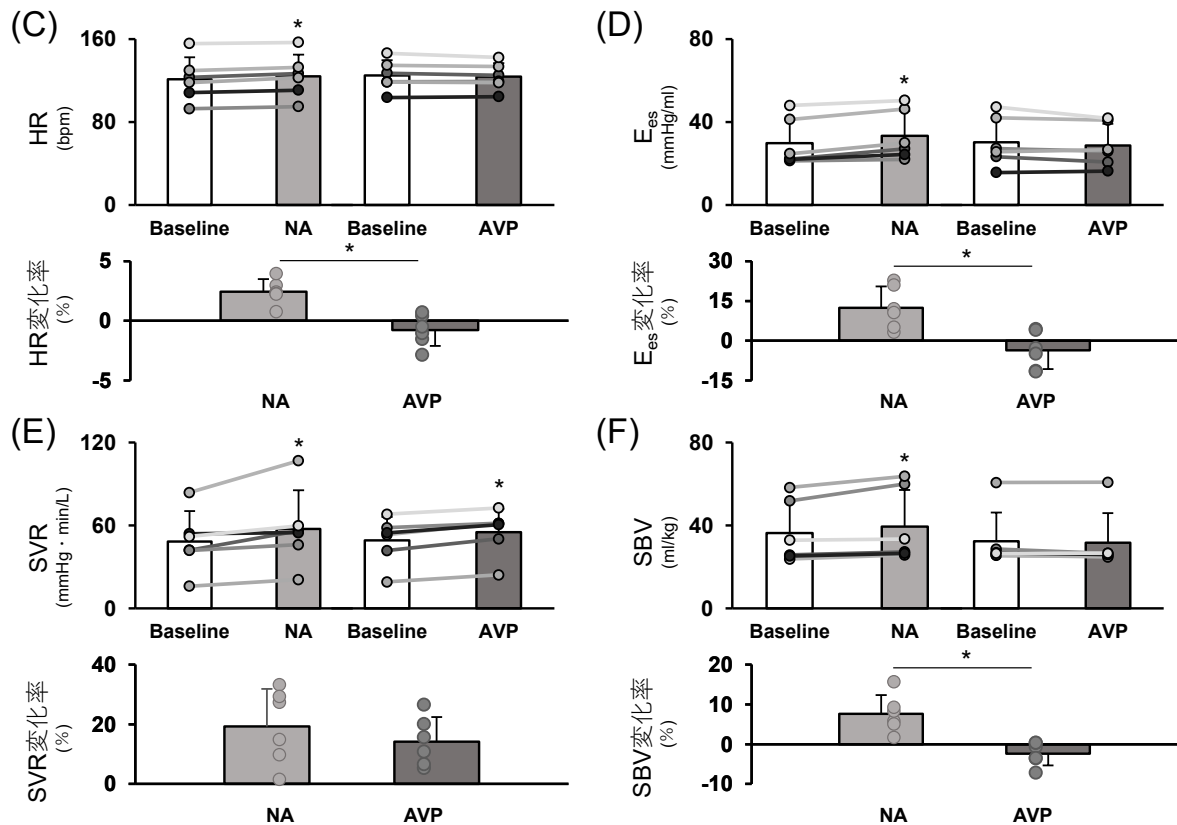 (C)
HR
(bpm)
160
80
0
*
Baseline NA Baseline AVP
HR変化率
(%)
5
0
-5
*
NA AVP
(D)
Ees
(mmHg/ml)
80
40
0
*
Baseline NA Baseline AVP
Ees変化率
(%)
30
15
0
-15
*
NA AVP
(E)
SVR
(mmHg・min/L)
120
60
0
*
*
Baseline NA Baseline AVP
SVR変化率
(%)
40
20
0
NA AVP
(F)
SBV
(ml/kg)
80
40
0
*
Baseline NA Baseline AVP
SBV変化率
(%)
20
10
0
-10
*
NA AVP